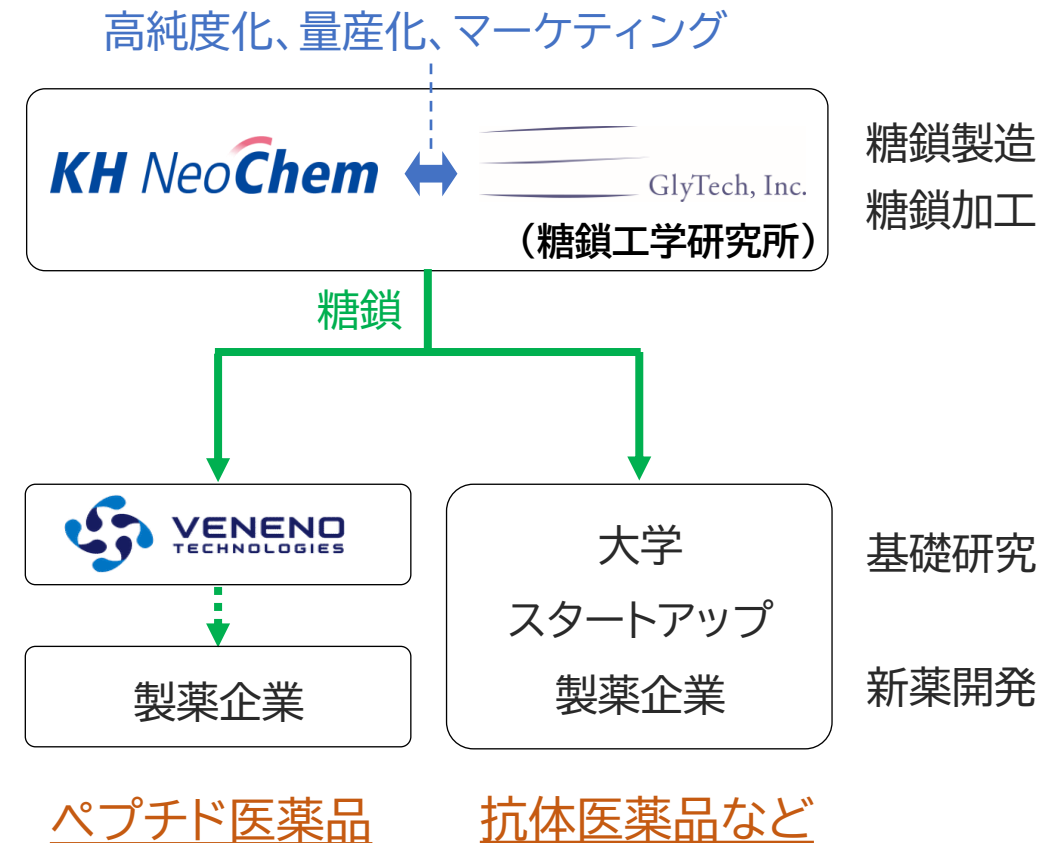 高純度化、量産化、マーケティング
KH NeoChem
GlyTech, Inc.
（糖鎖工学研究所）
糖鎖製造
糖鎖加工
糖鎖
VENENO
TECHNOLOGIES
製薬企業
大学
スタートアップ
製薬企業
基礎研究
新薬開発
ペプチド医薬品
抗体医薬品など